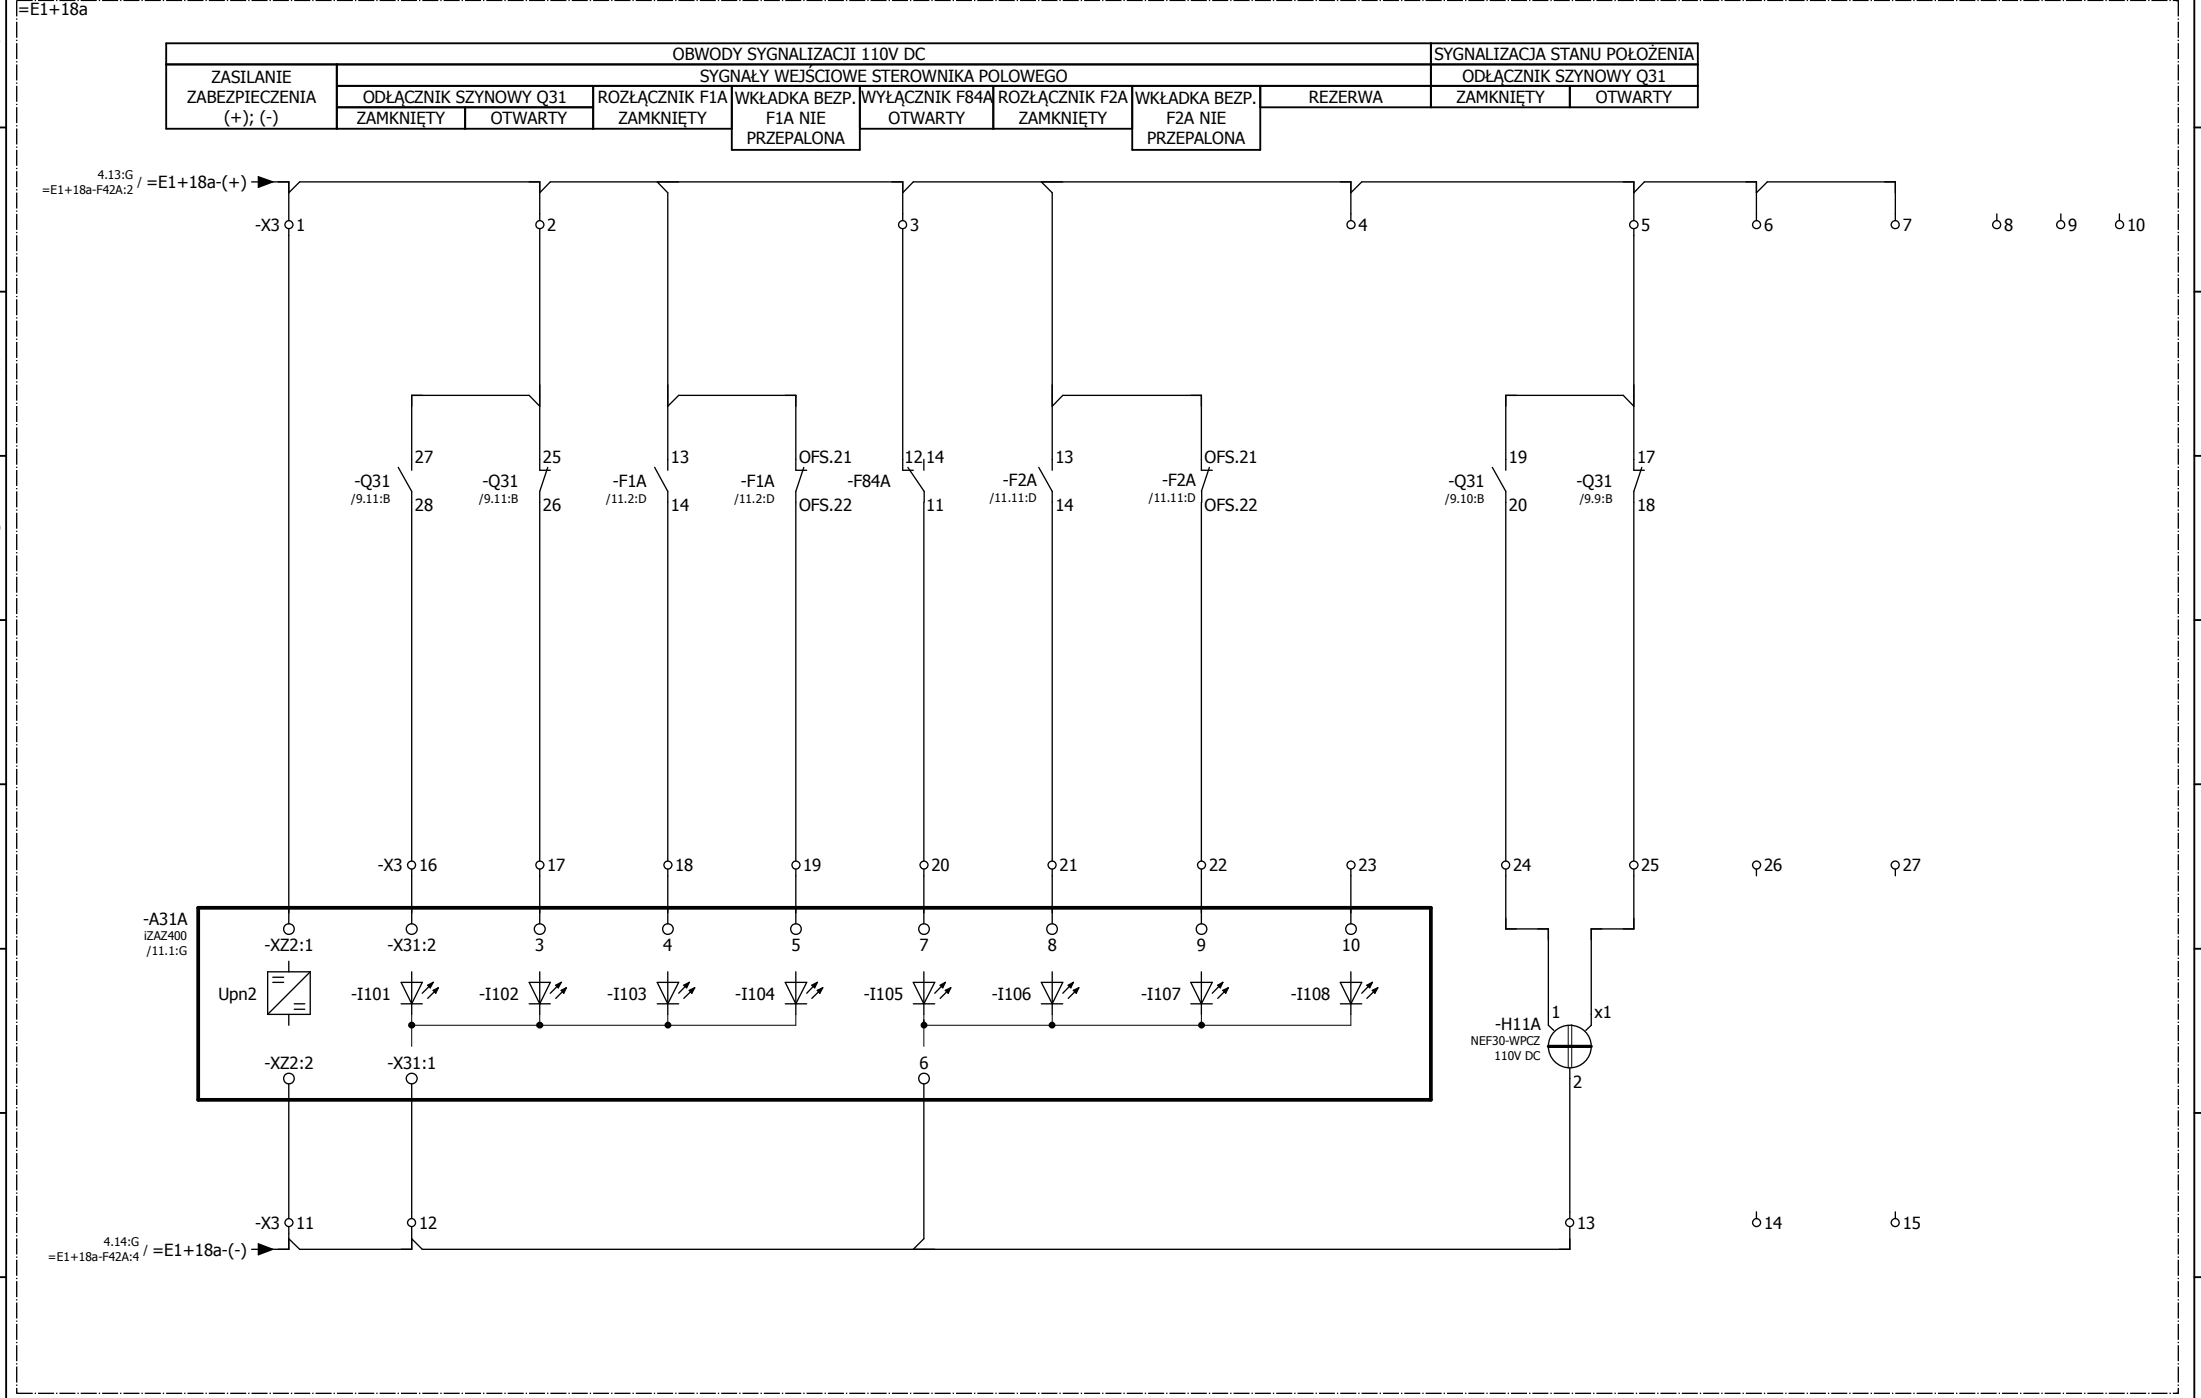 =E1+18a
OBWODY SYGNALIZACJI 110V DC
SYGNALIZACJA STANU POŁOŻENIA
ZASILANIE
ZABEZPIECZENIA
(+); (-)
SYGNAŁY WEJŚCIOWE STEROWNIKA POLOWEGO
ODŁĄCZNIK SZYNOWY Q31
ODŁĄCZNIK SZYNOWY Q31
ZAMKNIĘTY
OTWARTY
ROZŁĄCZNIK F1A
ZAMKNIĘTY
WKŁADKA BEZP.
F1A NIE
PRZEPALONA
WYŁĄCZNIK F84A
OTWARTY
ROZŁĄCZNIK F2A
ZAMKNIĘTY
WKŁADKA BEZP.
F2A NIE
PRZEPALONA
REZERWA
ZAMKNIĘTY
OTWARTY
4.13:G
=E1+18a-F42A:2
/ =E1+18a-(+)
-X3 1
2
3
4
5
6
7
8
9
10
27
-Q31
/9.11:B
28
25
-Q31
/9.11:B
26
13
-F1A
/11.2:D
14
OFS.21
-F1A
/11.2:D
OFS.22
12 14
-F84A
11
13
-F2A
/11.11:D
14
OFS.21
-F2A
/11.11:D
OFS.22
19
-Q31
/9.10:B
20
17
-Q31
/9.9:B
18
-X3 16
17
18
19
20
21
22
23
24
25
26
27
-A31A
iZAZ400
/11.1:G
-XZ2:1
-X31:2
3
4
5
7
8
9
10
Upn2
-I101
-I102
-I103
-I104
-I105
-I106
-I107
-I108
1
x1
-H11A
NEF30-WPCZ
110V DC
2
-XZ2:2
-X31:1
6
-X3 11
12
13
14
15
4.14:G
=E1+18a-F42A:4
/ =E1+18a-(-)